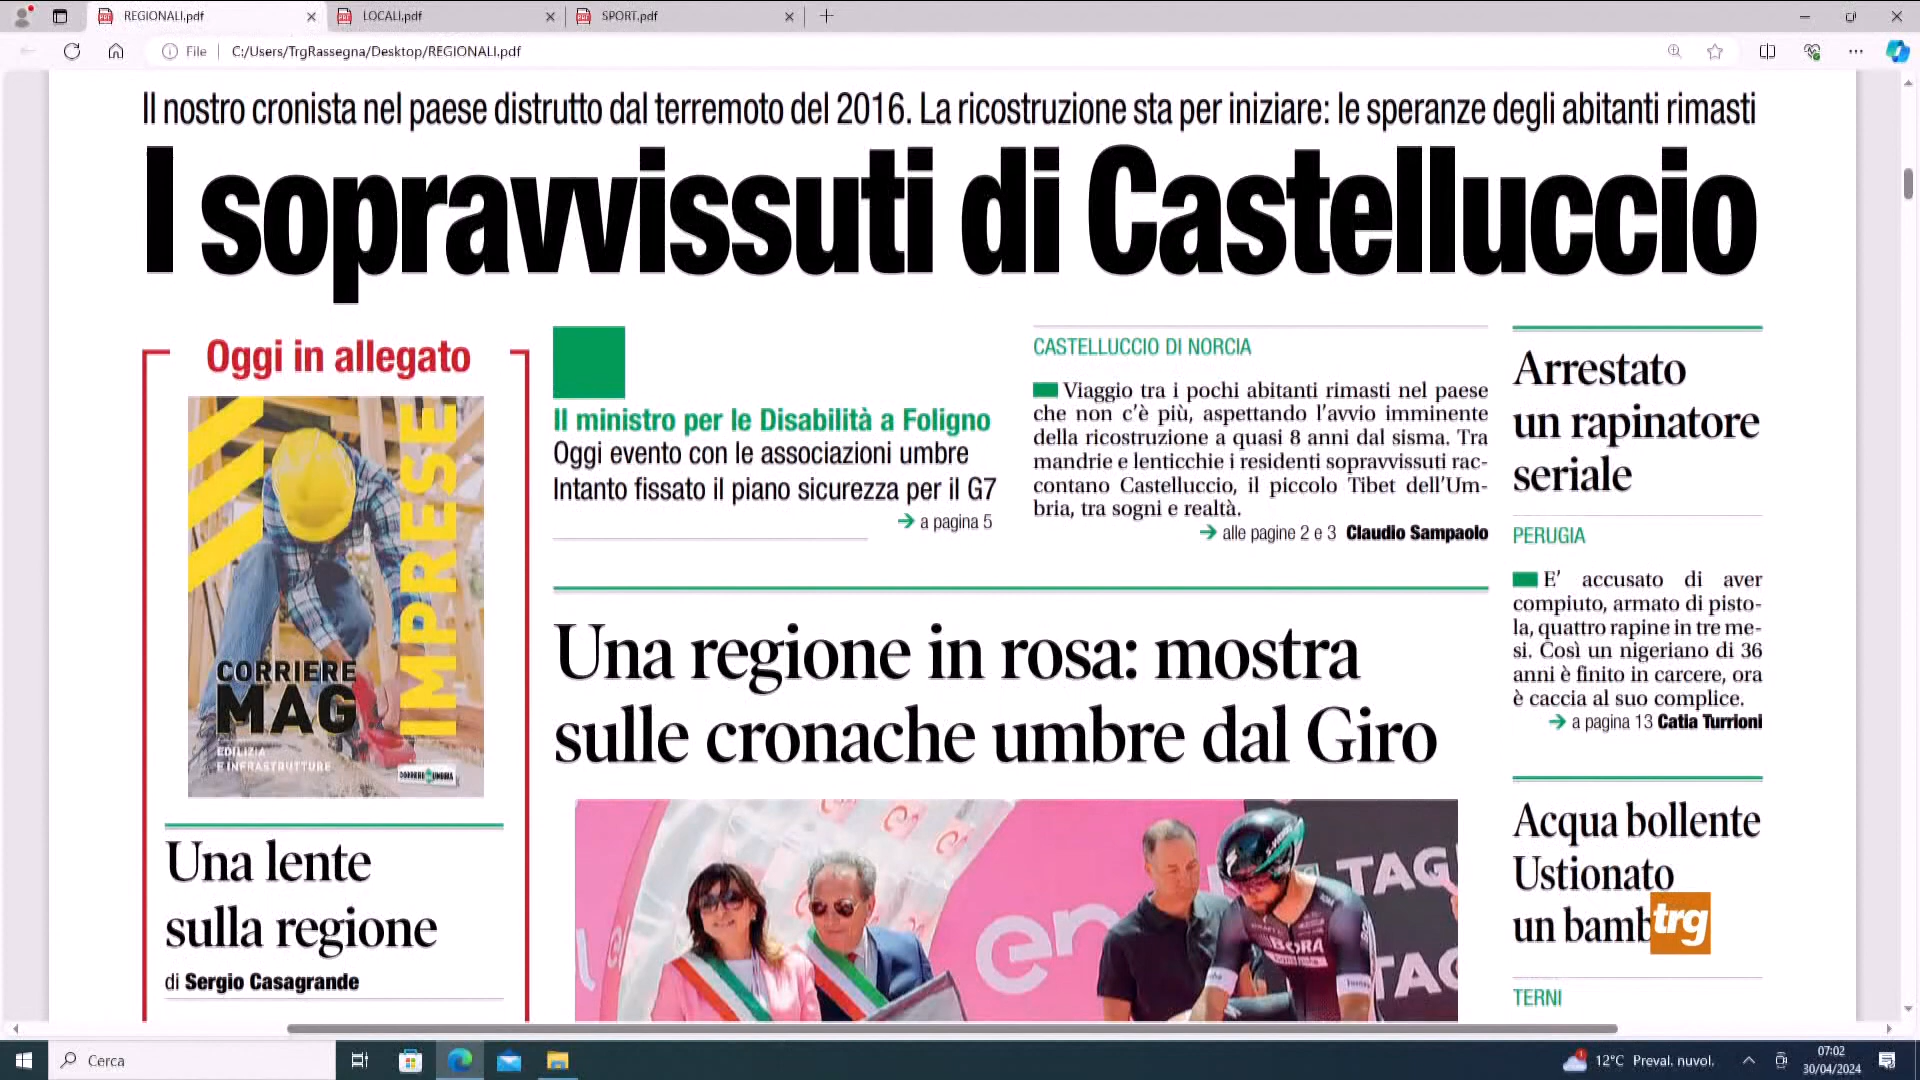 REGIONALI.pdf
LOCALI.pdf
SPORT.pdf
File
C:/Users/TrgRassegna/Desktop/REGIONALI.pdf
Il nostro cronista nel paese distrutto dal terremoto del 2016. La ricostruzione sta per iniziare: le speranze degli abitanti rimasti
I sopravvissuti di Castelluccio
Oggi in allegato
IMPRESE
CORRIERE
MAG
EDILIZIA
E INFRASTRUTTURE
Una lente
sulla regione
di Sergio Casagrande
Il ministro per le Disabilità a Foligno
Oggi evento con le associazioni umbre
Intanto fissato il piano sicurezza per il G7
a pagina 5
CASTELLUCCIO DI NORCIA
Viaggio tra i pochi abitanti rimasti nel paese
che non c'è più, aspettando l'avvio imminente
della ricostruzione a quasi 8 anni dal sisma. Tra
mandrie e lenticchie i residenti sopravvissuti rac-
contano Castelluccio, il piccolo Tibet dell'Um-
bria, tra sogni e realtà.
alle pagine 2 e 3 Claudio Sampaolo
Una regione in rosa: mostra
sulle cronache umbre dal Giro
en
TAG
BORA
TAG
Arrestato
un rapinatore
seriale
PERUGIA
E' accusato di aver
compiuto, armato di pisto-
la, quattro rapine in tre me-
si. Così un nigeriano di 36
anni è finito in carcere, ora
è caccia al suo complice.
a pagina 13 Catia Turrioni
Acqua bollente
Ustionato
un bamb
trg
TERNI
Cerca
12°C Preval. nuvol.
07:02
30/04/2024